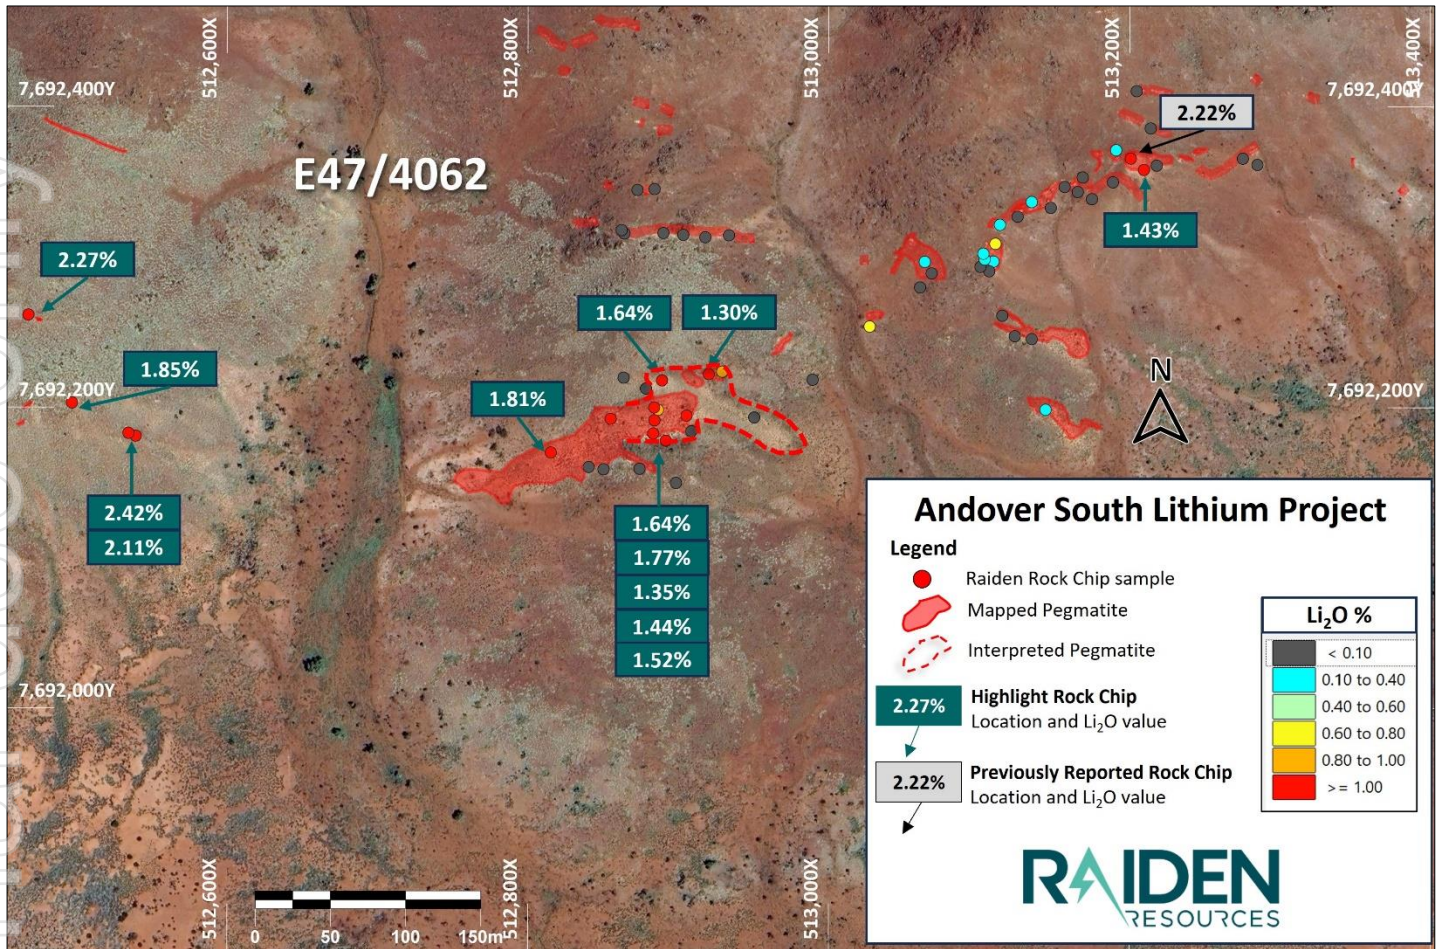 512,600X
512,800X
513,000X
513,200X
513,400X
7,692,400Y
7,692,400Y
2.22%
E47/4062
1.43%
2.27%
1.64%
1.30%
1.85%
7,692,200Y
7,692,200Y
1.81%
N
2.42%
2.11%
1.64%
1.77%
1.35%
1.44%
1.52%
7,692,000Y
Andover South Lithium Project
Legend
Raiden Rock Chip sample
Mapped Pegmatite
Interpreted Pegmatite
2.27%
Highlight Rock Chip
Location and Li₂O value
2.22%
Previously Reported Rock Chip
Location and Li₂O value
Li₂O %
< 0.10
0.10 to 0.40
0.40 to 0.60
0.60 to 0.80
0.80 to 1.00
>= 1.00
RAIDEN
RESOURCES
512,600X
512,800X
513,000X
0 50 100 150m